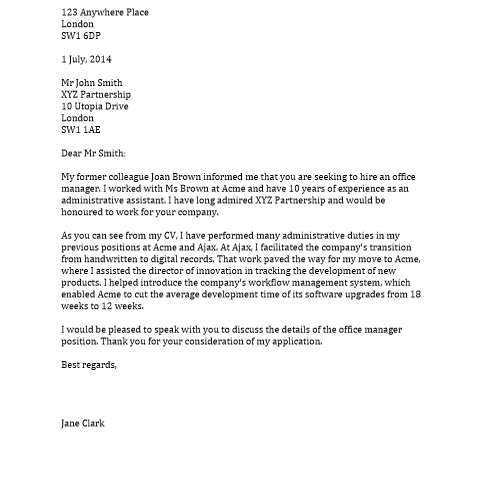 123 Anywhere Place
London
SW1 6DP
1 July, 2014
Mr John Smith
XYZ Partnership
10 Utopia Drive
London
SW1 1AE
Dear Mr Smith:
My former colleague Joan Brown informed me that you are seeking to hire an office
manager. I worked with Ms Brown at Acme and have 10 years of experience as an
administrative assistant. I have long admired XYZ Partnership and would be
honoured to work for your company.
As you can see from my CV, I have performed many administrative duties in my
previous positions at Acme and Ajax. At Ajax, I facilitated the company's transition
from handwritten to digital records. That work paved the way for my move to Acme,
where I assisted the director of innovation in tracking the development of new
products. I helped introduce the company's workflow management system, which
enabled Acme to cut the average development time of its software upgrades from 18
weeks to 12 weeks.
I would be pleased to speak with you to discuss the details of the office manager
position. Thank you for your consideration of my application.
Best regards,
Jane Clark